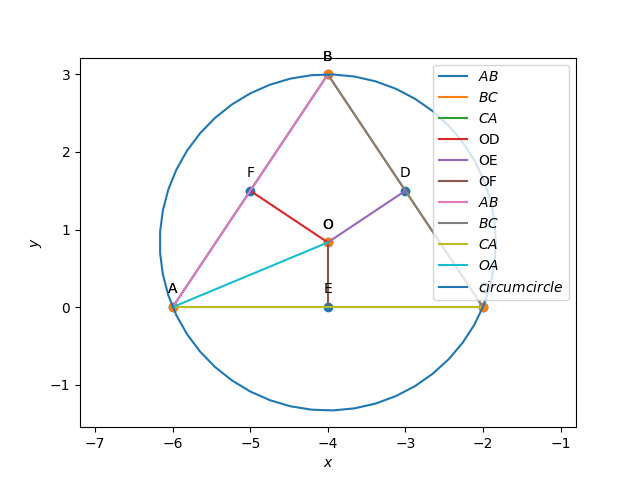 B
AB
BC
CA
OD
OE
OF
AB
BC
CA
OA
circumcircle
F
D
O
A
E
3
2
1
0
−1
y
−7
−6
−5
−4
−3
−2
−1
x